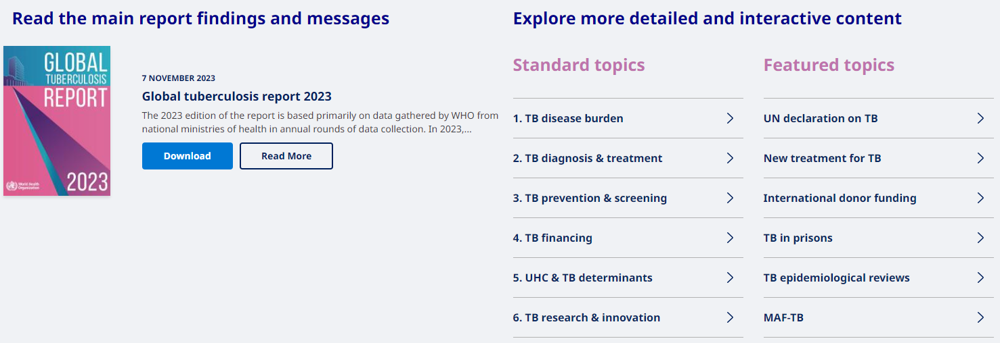 Read the main report findings and messages
GLOBAL
TUBERCULOSIS
REPORT
World Health
Organization
2023
7 NOVEMBER 2023
Global tuberculosis report 2023
The 2023 edition of the report is based primarily on data gathered by WHO from
national ministries of health in annual rounds of data collection. In 2023,...
Download
Read More
Explore more detailed and interactive content
Standard topics
1. TB disease burden
2. TB diagnosis & treatment
3. TB prevention & screening
4. TB financing
5. UHC & TB determinants
6. TB research & innovation
Featured topics
UN declaration on TB
New treatment for TB
International donor funding
TB in prisons
TB epidemiological reviews
MAF-TB